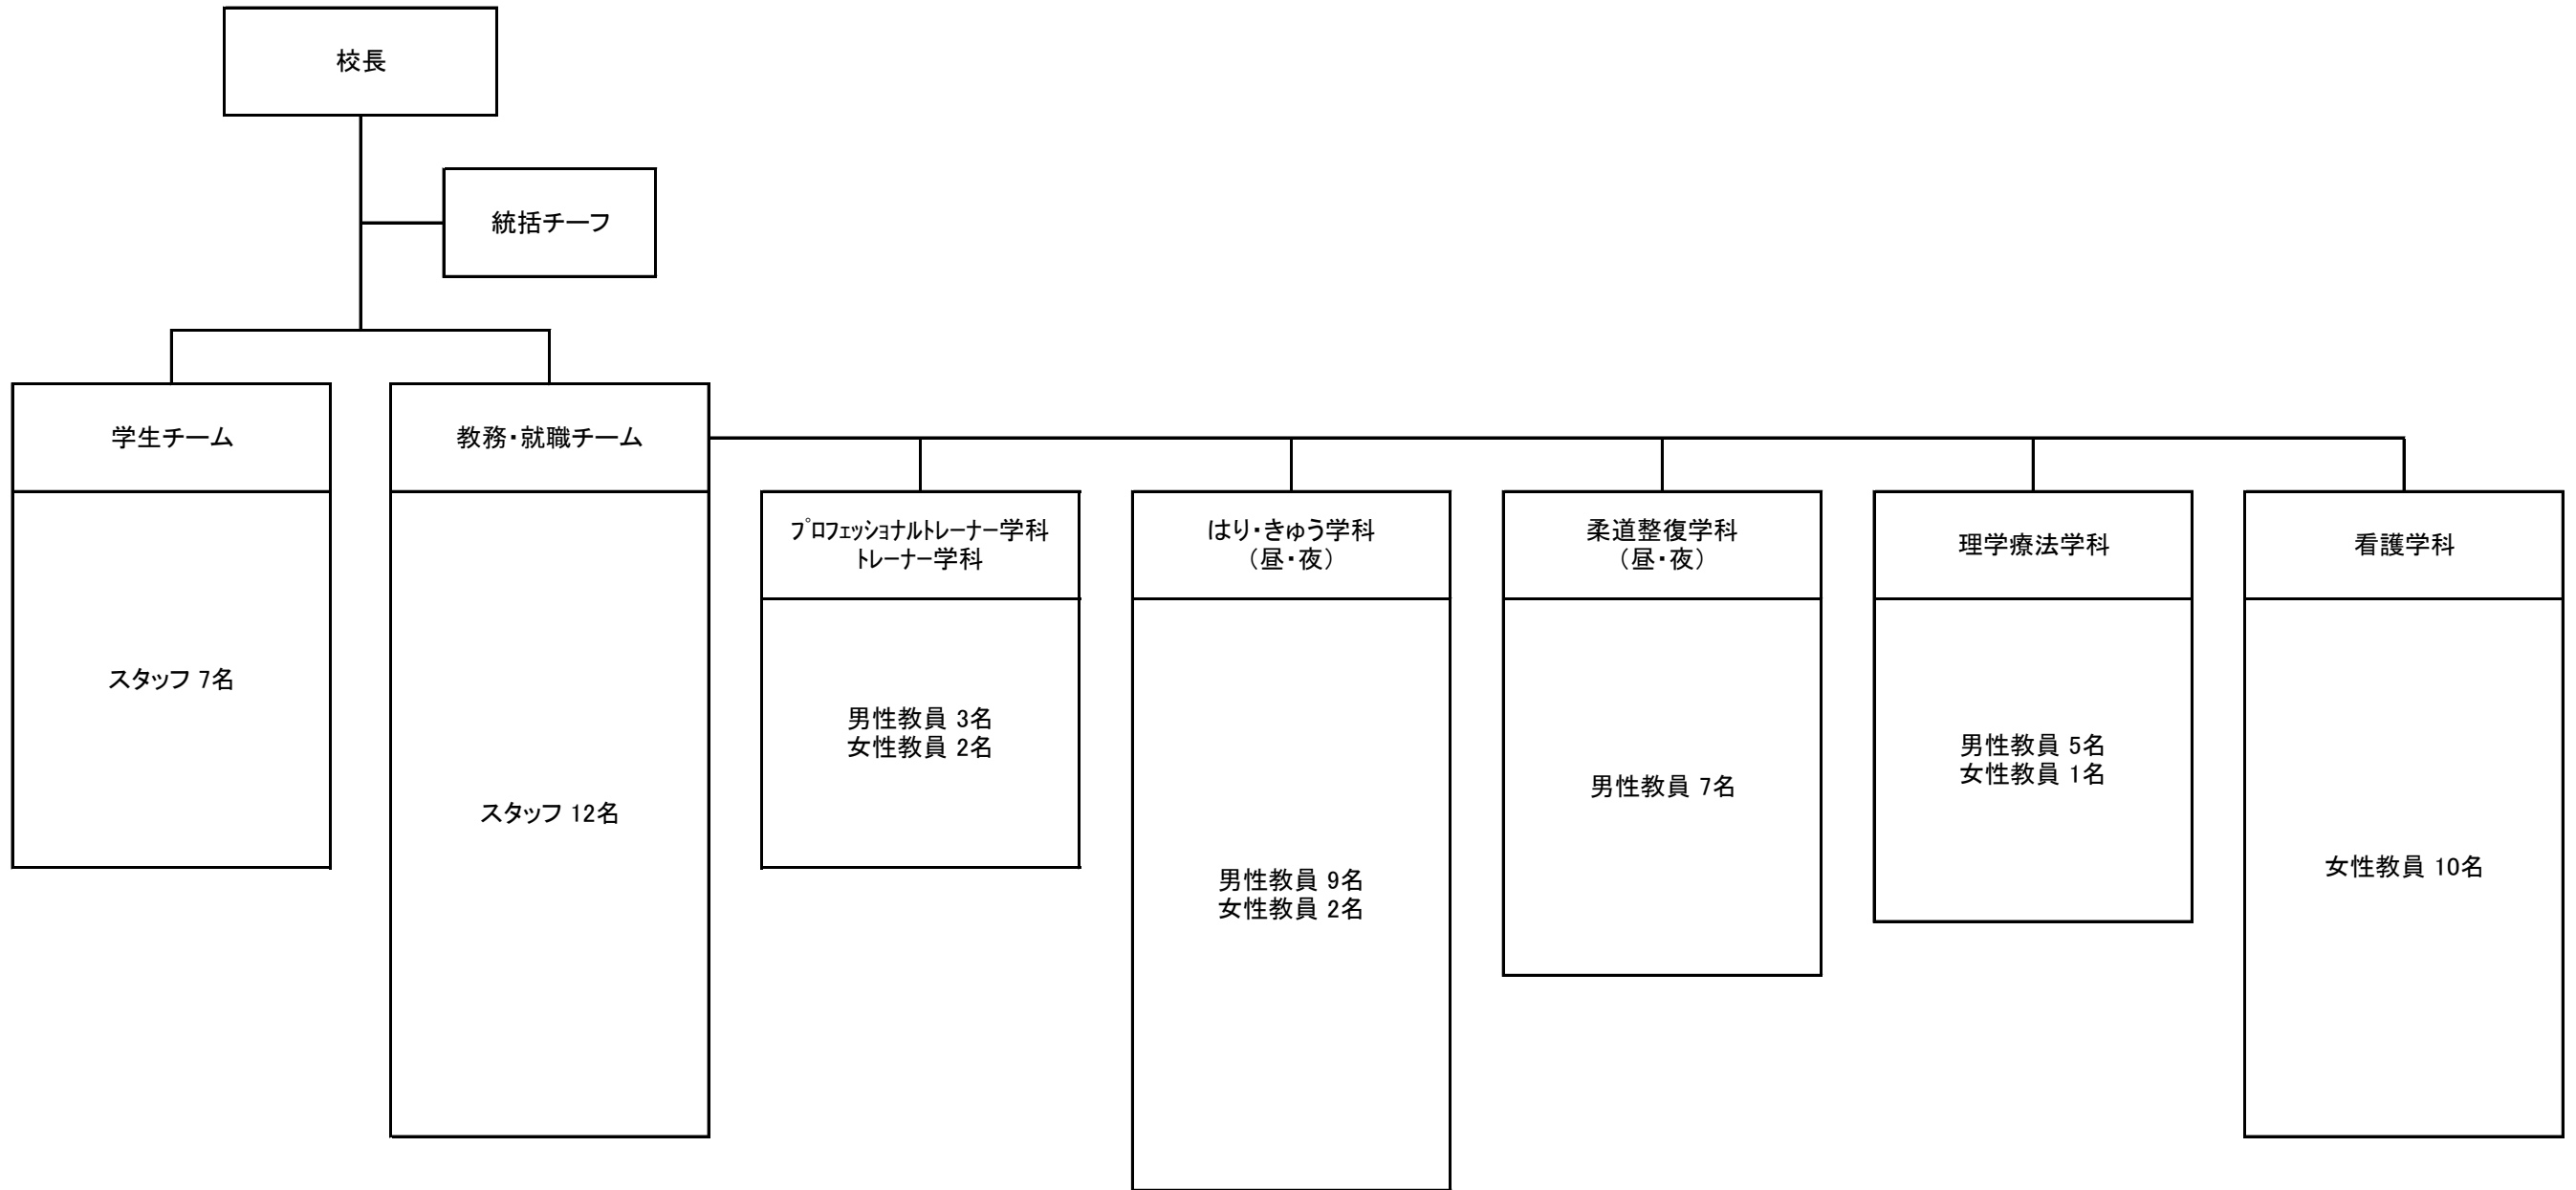 校長
統括チーフ
学生チーム
教務・就職チーム
ﾌﾟﾛﾌｪｯｼｮﾅﾙﾄﾚｰﾅｰ学科
ﾄﾚｰﾅｰ学科
はり・きゅう学科
（昼・夜）
柔道整復学科
（昼・夜）
理学療法学科
看護学科
スタッフ 7名
スタッフ 12名
男性教員 3名
女性教員 2名
男性教員 9名
女性教員 2名
男性教員 7名
男性教員 5名
女性教員 1名
女性教員 10名